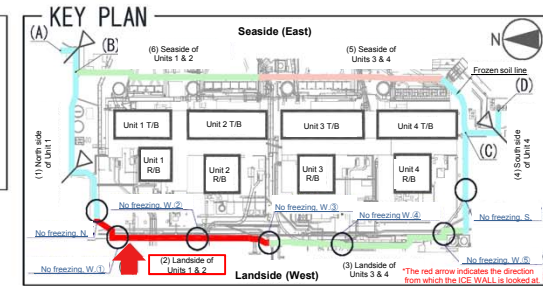 KEY PLAN
(A)
(B)
Seaside (East)
N
(6) Seaside of
Units 1 & 2
(5) Seaside of
Units 3 & 4
Frozen soil line
(D)
(C)
(1) North side
of Unit 1
Unit 1 T/B
Unit 2 T/B
Unit 3 T/B
Unit 4 T/B
(4) South side
of Unit 4
Unit 1
R/B
Unit 2
R/B
Unit 3
R/B
Unit 4
R/B
No freezing, W.②
No freezing, W.③
No freezing, W.④
No freezing, S.
No freezing, N.
No freezing, W.①
No freezing, W.⑤
(2) Landside of
Units 1 & 2
Landside (West)
(3) Landside of
Units 3 & 4
*The red arrow indicates the direction
from which the ICE WALL is looked at.